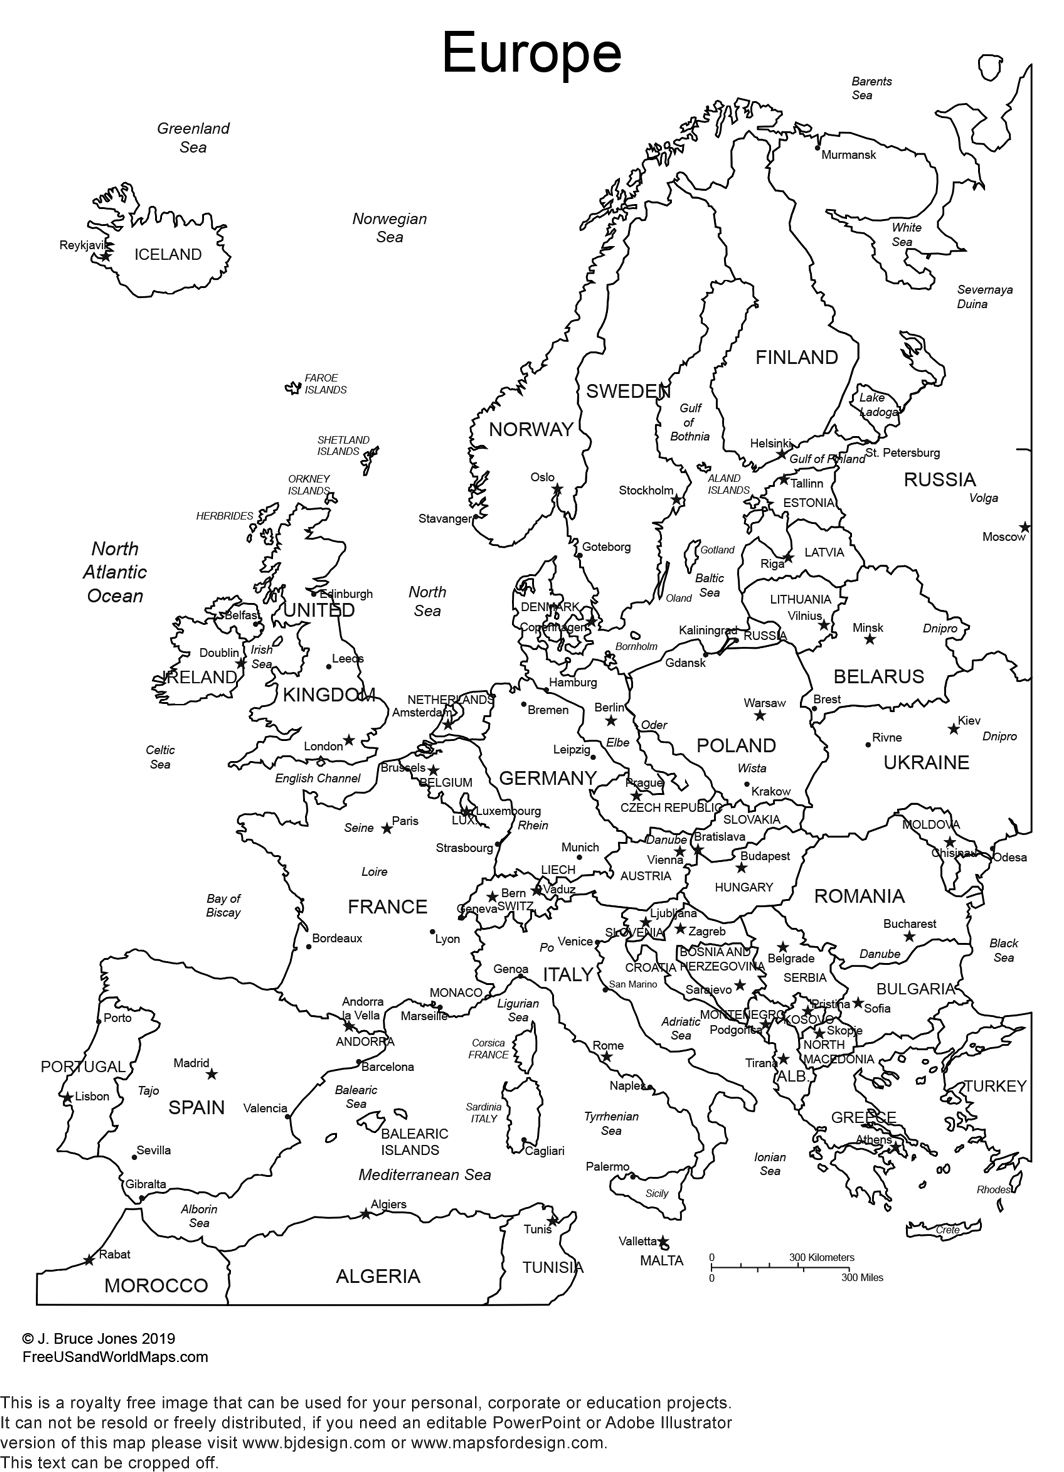 Europe
Barents
Sea
Greenland
Sea
Murmansk
Norwegian
Sea
White
Sea
Reykjavik
ICELAND
Severnaya
Duina
FINLAND
FAROE
ISLANDS
SWEDEN
Lake
Ladoga
Gulf
of
Bothnia
NORWAY
SHETLAND
ISLANDS
Helsinki
Gulf of Finland
St. Petersburg
ORKNEY
ISLANDS
Oslo
Stockholm
ALAND
ISLANDS
Tallinn
RUSSIA
Volga
ESTONIA
HERBRIDES
Stavanger
Moscow
North
Atlantic
Ocean
Goteborg
Gotland
Riga
LATVIA
Baltic
Sea
North
Sea
Edinburgh
UNITED
Oland
DENMARK
Copenhagen
LITHUANIA
Vilnius
Belfast
Minsk
Dnipro
Kaliningrad
RUSSIA
Bornholm
Gdansk
Doublin
Irish
Sea
Leeds
IRELAND
BELARUS
KINGDOM
Hamburg
NETHERLANDS
Amsterdam
Bremen
Berlin
Warsaw
Brest
Oder
Kiev
Dnipro
Celtic
Sea
London
Leipzig
Elbe
POLAND
Rivne
UKRAINE
English Channel
Brussels
BELGIUM
GERMANY
Prague
Wista
Krakow
Luxembourg
LUX.
CZECH REPUBLIC
SLOVAKIA
MOLDOVA
Seine
Paris
Rhein
Strasbourg
Munich
Danube
Bratislava
Vienna
Budapest
Chisinau
Odesa
Loire
LIECH
AUSTRIA
HUNGARY
Bay of
Biscay
FRANCE
Bern
Vaduz
SWITZ.
Geneva
ROMANIA
Ljubljana
SLOVENIA
Zagreb
Bucharest
Bordeaux
Lyon
Po
Venice
BOSNIA AND
HERZEGOVINA
CROATIA
Belgrade
Danube
Black
Sea
Genoa
ITALY
San Marino
Sarajevo
SERBIA
BULGARIA
MONACO
Marseille
Ligurian
Sea
Andorra
la Vella
ANDORRA
Adriatic
Sea
MONTENEGRO
Podgorica
Pristina
KOSOVO
Sofia
Skopje
NORTH
MACEDONIA
Porto
Corsica
FRANCE
Rome
Tirana
ALB.
PORTUGAL
Madrid
Barcelona
Lisbon
Tajo
SPAIN
Valencia
Balearic
Sea
Naples
TURKEY
Sardinia
ITALY
Tyrrhenian
Sea
GREECE
Athens
BALEARIC
ISLANDS
Sevilla
Cagliari
Ionian
Sea
Mediterranean Sea
Palermo
Gibralta
Sicily
Rhodes
Alborin
Sea
Algiers
Tunis
Crete
Valletta
MALTA
Rabat
MOROCCO
ALGERIA
TUNISIA
0 300 Kilometers
0 300 Miles
© J. Bruce Jones 2019
FreeUSandWorldMaps.com
This is a royalty free image that can be used for your personal, corporate or education projects.
It can not be resold or freely distributed, if you need an editable PowerPoint or Adobe Illustrator
version of this map please visit www.bjdesign.com or www.mapsfordesign.com.
This text can be cropped off.